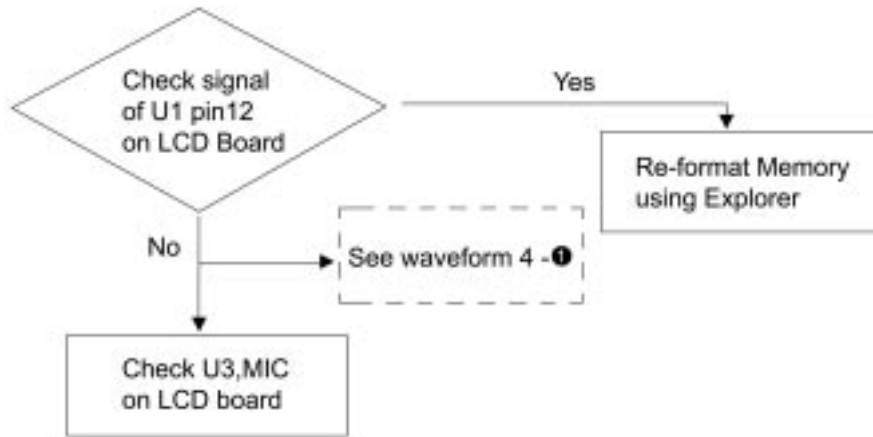 Check signal
of U1 pin12
on LCD Board
Yes
Re-format Memory
using Explorer
No
See waveform 4 -❶
Check U3,MIC
on LCD board